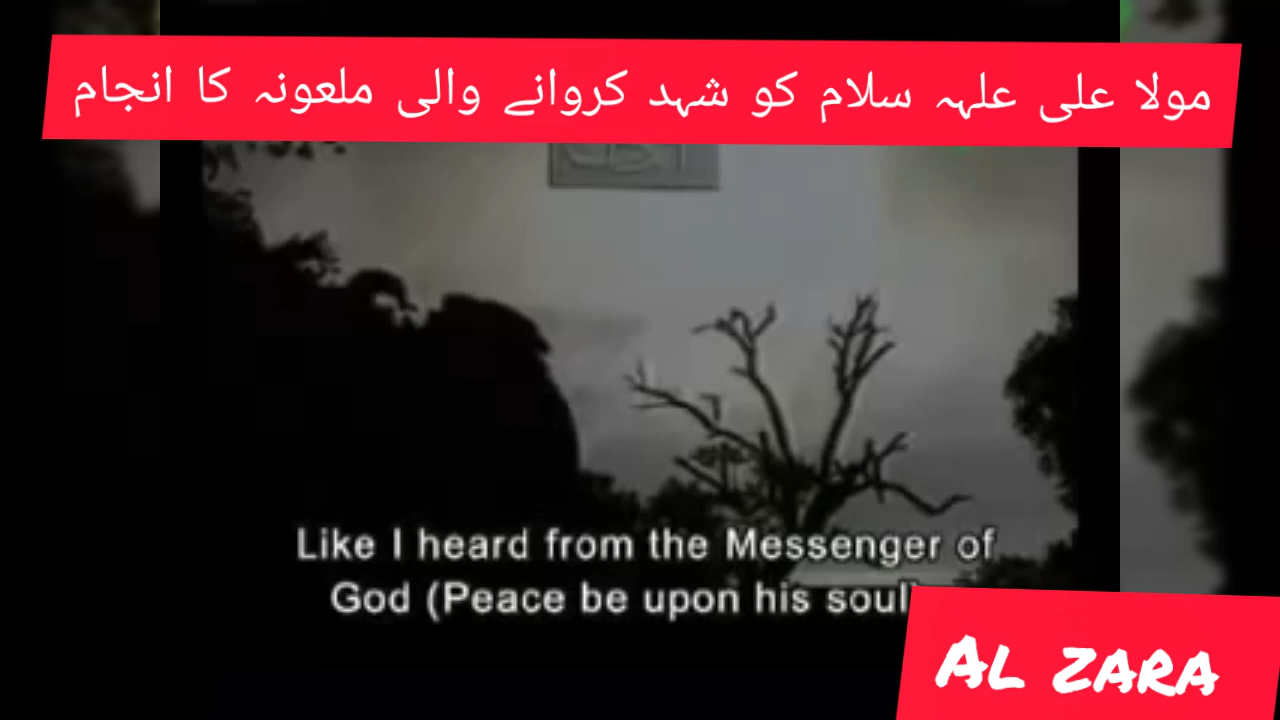 مولا علی علہہ سلام کو شہد کروانے والی ملعونہ کا انجام
Like I heard from the Messenger of
God (Peace be upon his soul)
AL ZARA